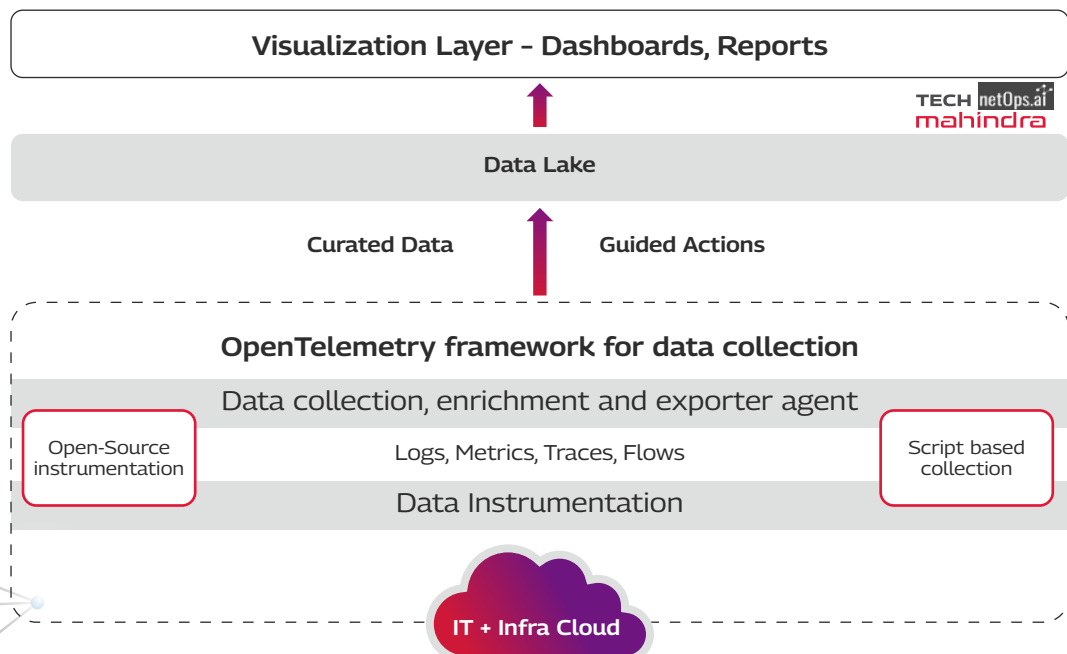 Visualization Layer – Dashboards, Reports
TECH netOps.ai
mahindra
Data Lake
Curated Data
Guided Actions
OpenTelemetry framework for data collection
Data collection, enrichment and exporter agent
Open-Source
instrumentation
Logs, Metrics, Traces, Flows
Script based
collection
Data Instrumentation
IT + Infra Cloud